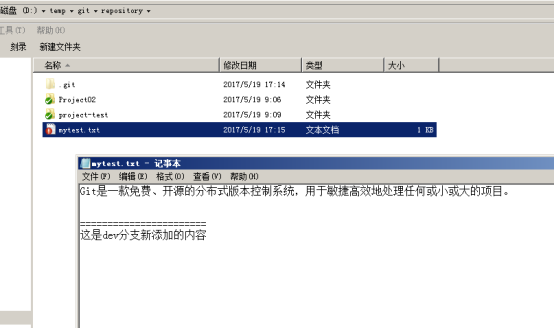 磁盘 (D:) ▾ temp ▾ git ▾ repository ▾
工具(T) 帮助(H)
刻录 新建文件夹
名称 修改日期 类型 大小
.git 2017/5/19 17:14 文件夹
Project02 2017/5/19 9:06 文件夹
project-test 2017/5/19 9:09 文件夹
mytest.txt 2017/5/19 17:15 文本文档 1 KB
mytest.txt - 记事本
文件(F) 编辑(E) 格式(O) 查看(V) 帮助(H)
Git是一款免费、开源的分布式版本控制系统，用于敏捷高效地处理任何或小或大的项目。
=======================
这是dev分支新添加的内容